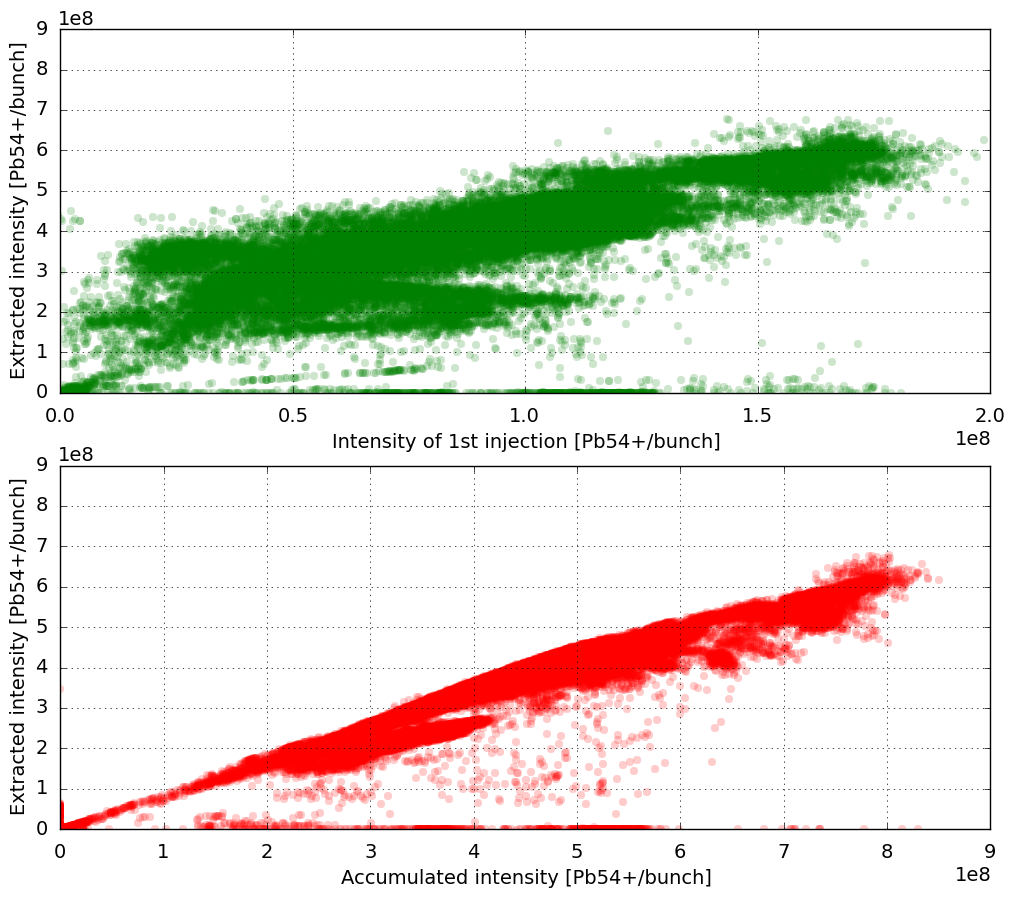 1e8
9
8
7
6
5
4
3
2
1
0
Extracted intensity [Pb54+/bunch]
0.0 0.5 1.0 1.5 2.0
1e8
Intensity of 1st injection [Pb54+/bunch]
1e8
9
8
7
6
5
4
3
2
1
0
Extracted intensity [Pb54+/bunch]
0 1 2 3 4 5 6 7 8 9
1e8
Accumulated intensity [Pb54+/bunch]